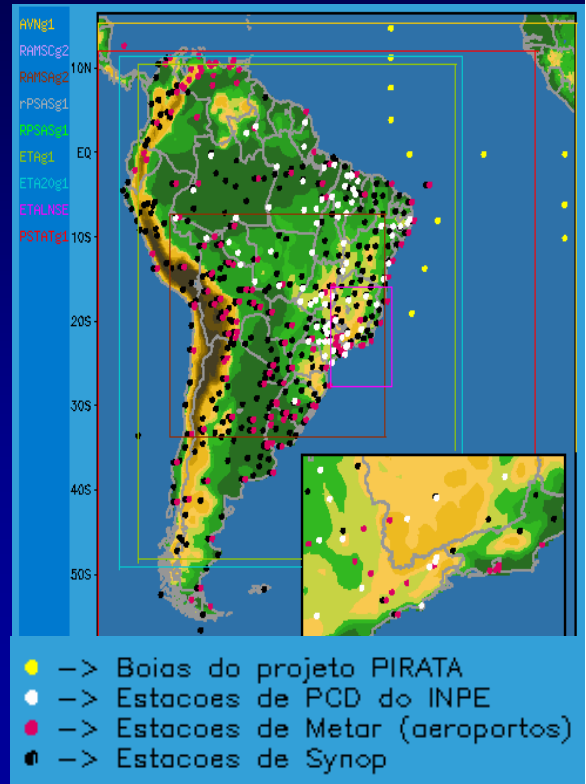 AVNg1
RAMSCg2
RAMSAg2
rPSASg1
RPSASg1
ETAg1
ETA20g1
ETALNSE
PSTATg1
10N
EQ
10S
20S
30S
40S
50S
-> Boias do projeto PIRATA
-> Estacoes de PCD do INPE
-> Estacoes de Metar (aeroportos)
-> Estacoes de Synop